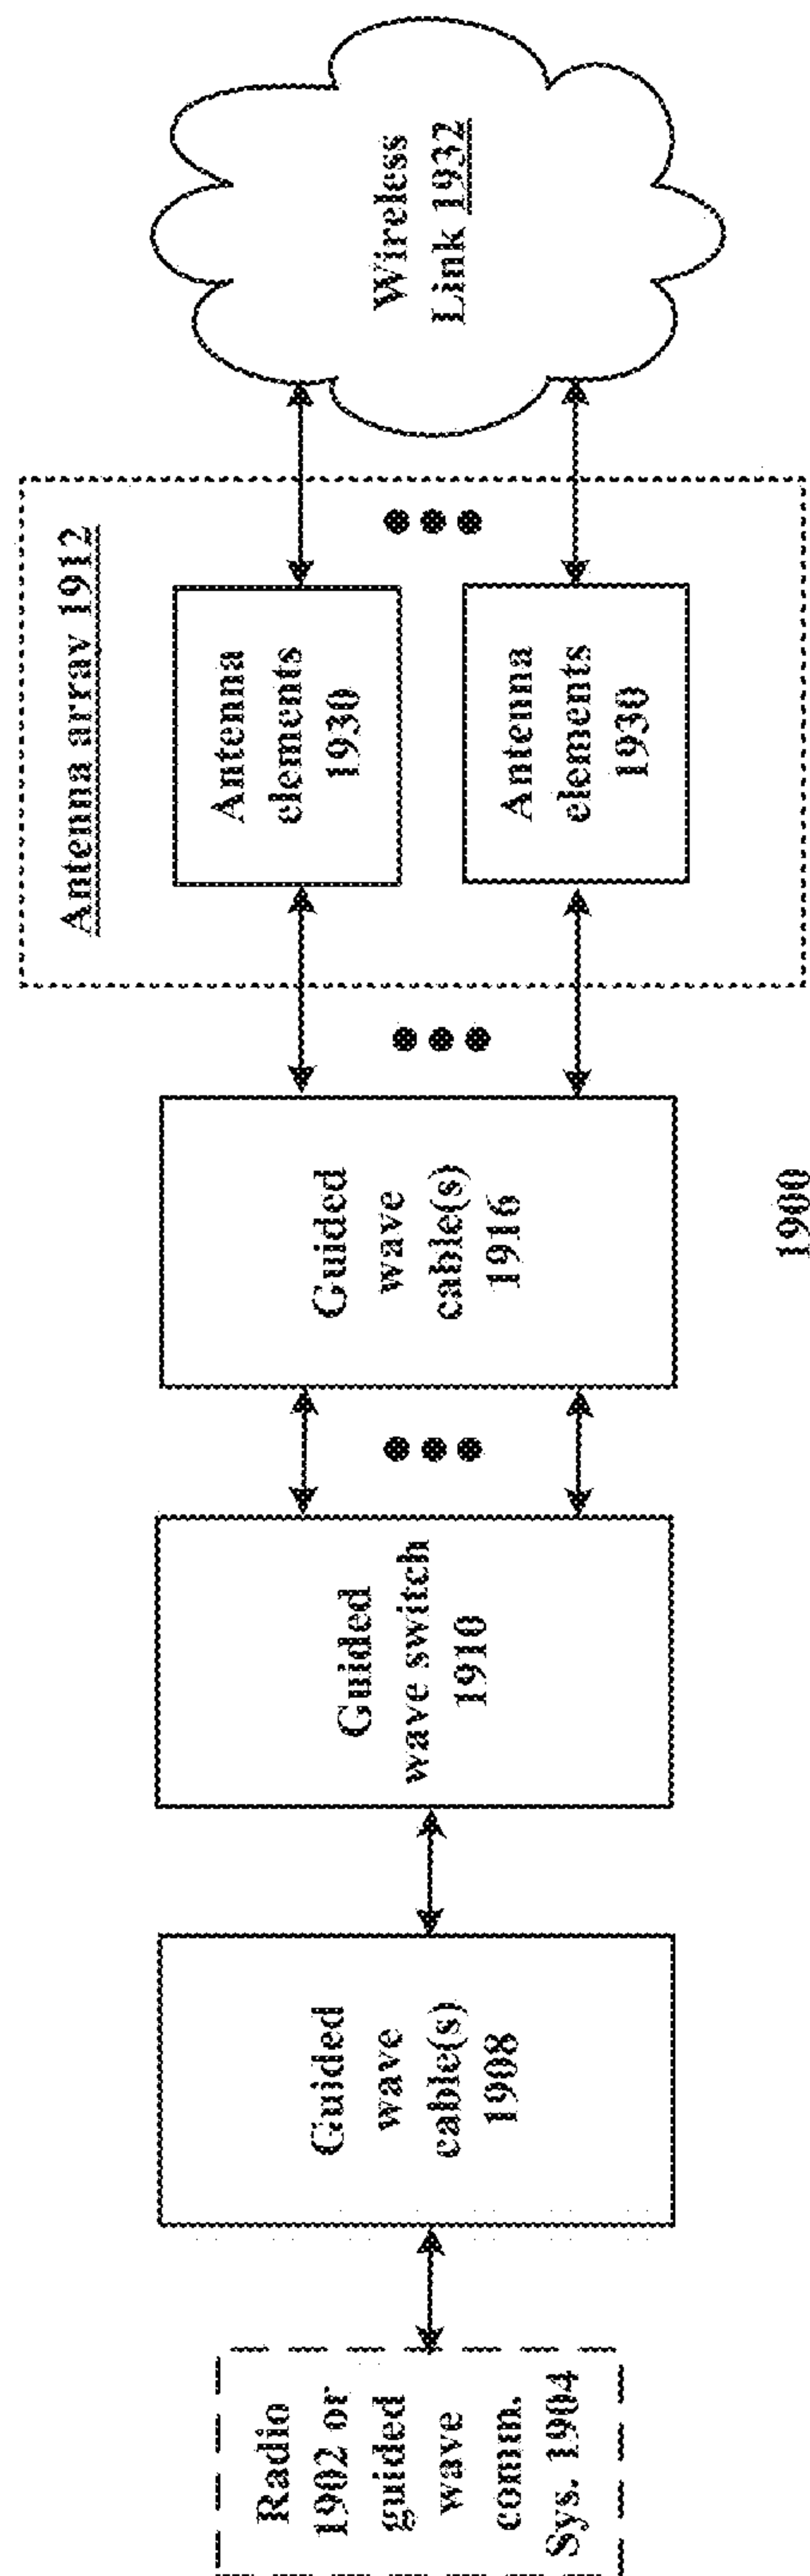 Radio
1902 or
guided
wave
comm.
Sys. 1904
Guided
wave
cable(s)
1908
Guided
wave switch
1910
Guided
wave
cable(s)
1916
Antenna array 1912
Antenna
elements
1930
Antenna
elements
1930
Wireless
Link 1932
1900